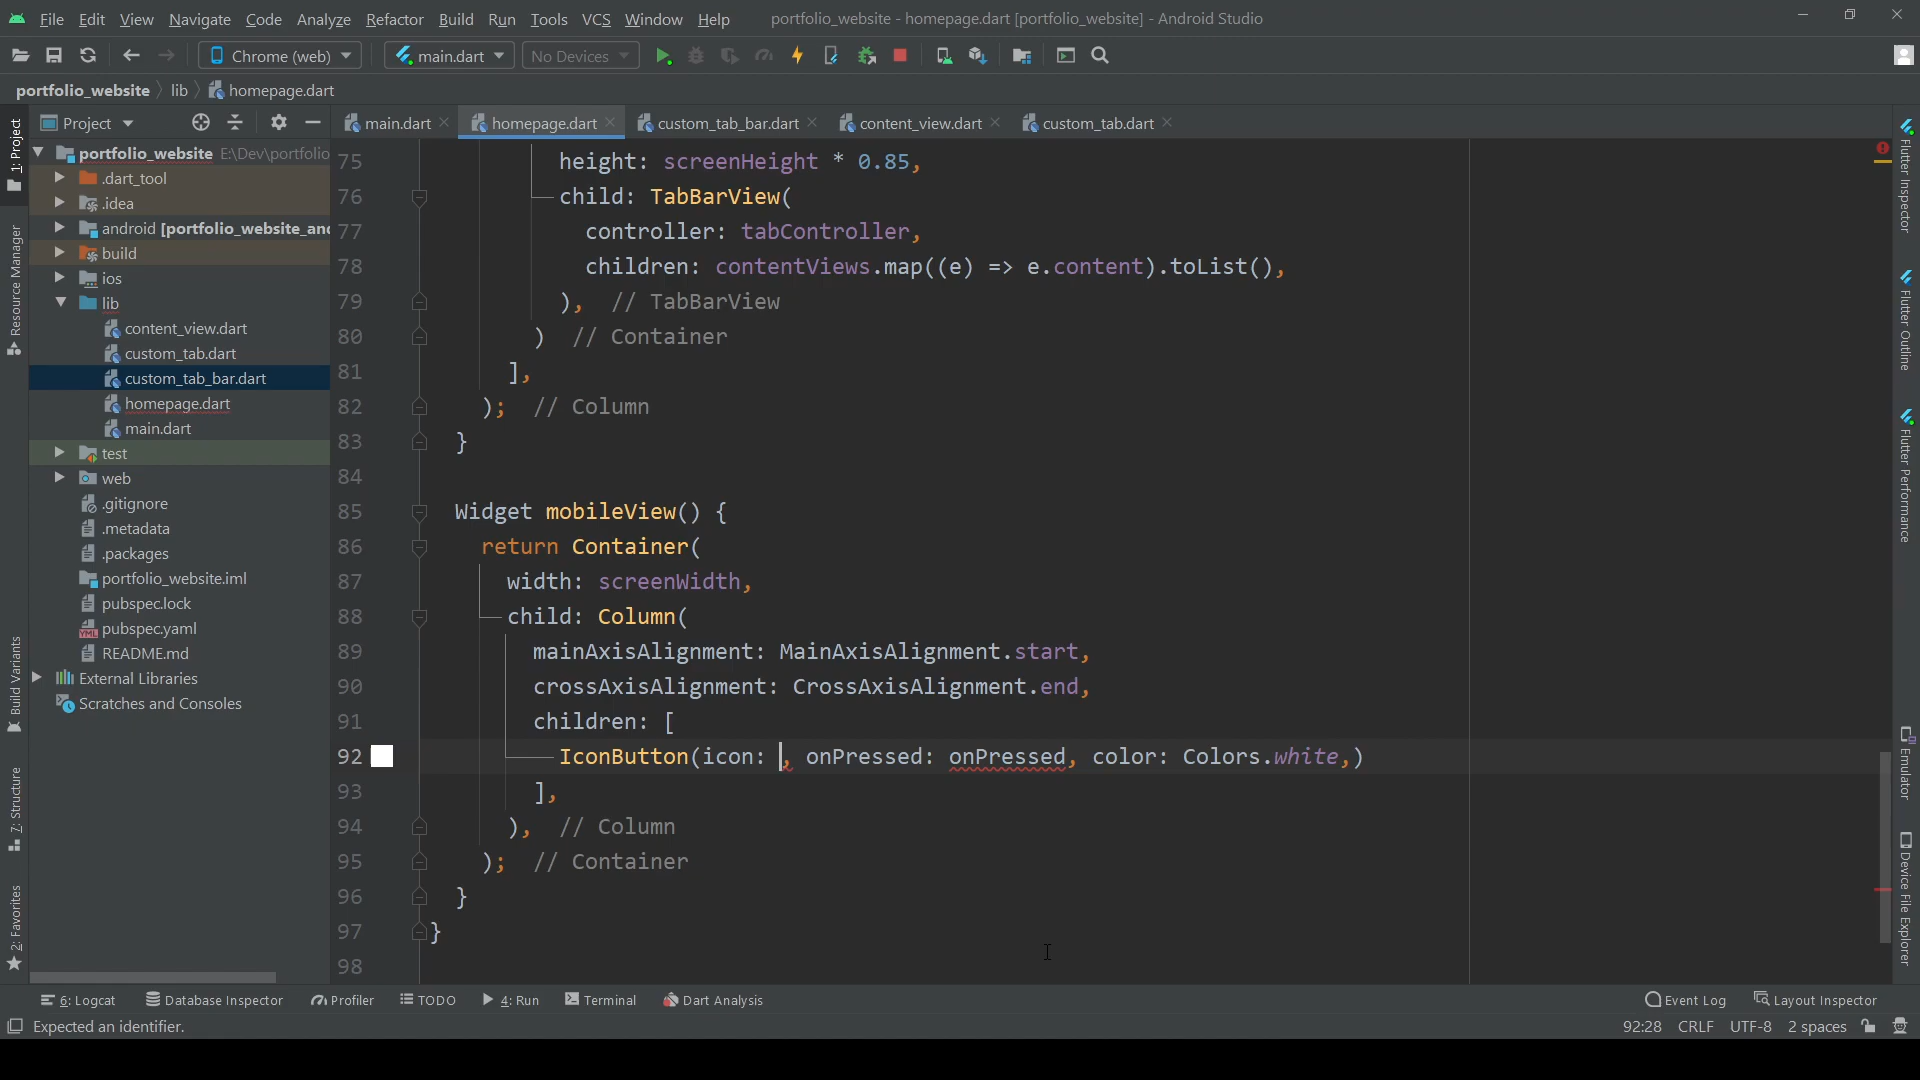 File Edit View Navigate Code Analyze Refactor Build Run Tools VCS Window Help portfolio_website - homepage.dart [portfolio_website] - Android Studio
Chrome (web) main.dart No Devices
portfolio_website lib homepage.dart
Project main.dart homepage.dart custom_tab_bar.dart content_view.dart custom_tab.dart
portfolio_website E:\Dev\portfolio
.dart_tool
.idea
android [portfolio_website_and
build
ios
lib
content_view.dart
custom_tab.dart
custom_tab_bar.dart
homepage.dart
main.dart
test
web
.gitignore
.metadata
.packages
portfolio_website.iml
pubspec.lock
pubspec.yaml
README.md
External Libraries
Scratches and Consoles
1: Project
Resource Manager
Build Variants
7: Structure
2: Favorites
75 height: screenHeight * 0.85,
76 child: TabBarView(
77 controller: tabController,
78 children: contentViews.map((e) => e.content).toList(),
79 ), // TabBarView
80 ) // Container
81 ],
82 ); // Column
83 }
84
85 Widget mobileView() {
86 return Container(
87 width: screenWidth,
88 child: Column(
89 mainAxisAlignment: MainAxisAlignment.start,
90 crossAxisAlignment: CrossAxisAlignment.end,
91 children: [
92 IconButton(icon: , onPressed: onPressed, color: Colors.white,)
93 ],
94 ), // Column
95 ); // Container
96 }
97 }
98
Flutter Inspector
Flutter Outline
Flutter Performance
Emulator
Device File Explorer
6: Logcat Database Inspector Profiler TODO 4: Run Terminal Dart Analysis Event Log Layout Inspector
Expected an identifier. 92:28 CRLF UTF-8 2 spaces